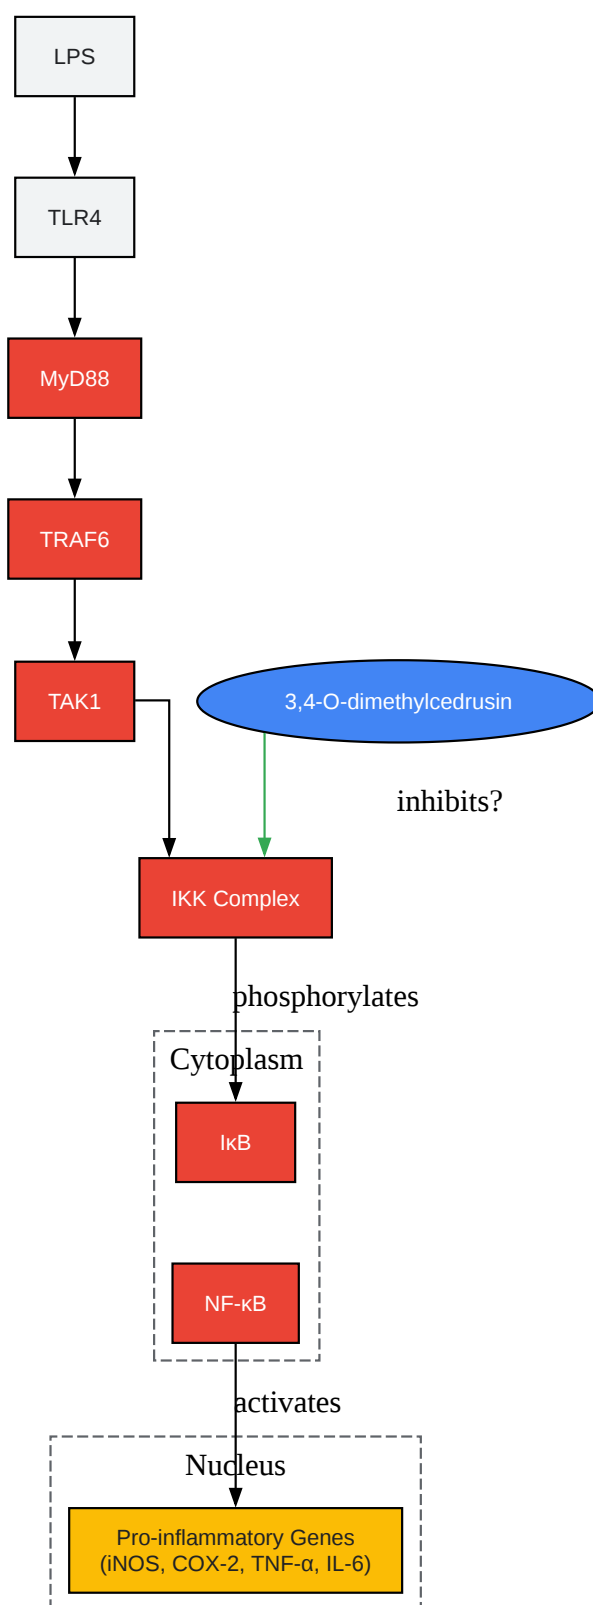 LPS
TLR4
MyD88
TRAF6
TAK1
3,4-O-dimethylcedrusin
inhibits?
IKK Complex
phosphorylates
Cytoplasm
IκB
NF-κB
activates
Nucleus
Pro-inflammatory Genes
(iNOS, COX-2, TNF-α, IL-6)